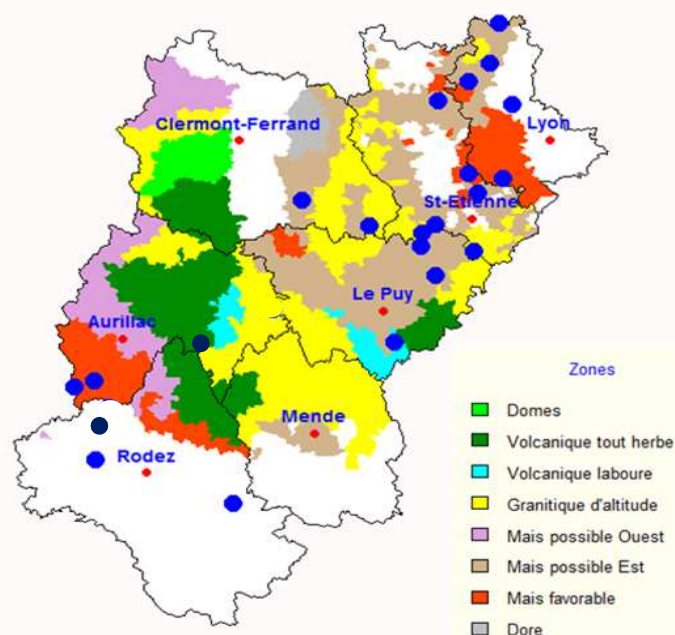 Clermont-Ferrand
Lyon
St-Etienne
Le Puy
Aurillac
Mende
Rodez
Zones
Domes
Volcanique tout herbe
Volcanique laboure
Granitique d'altitude
Mais possible Ouest
Mais possible Est
Mais favorable
Dore